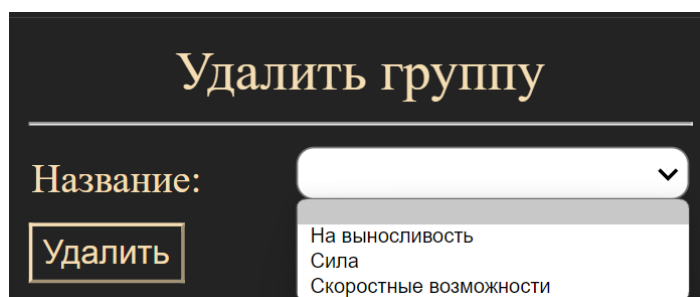 Удалить группу
Название:
На выносливость
Удалить
Сила
Скоростные возможности